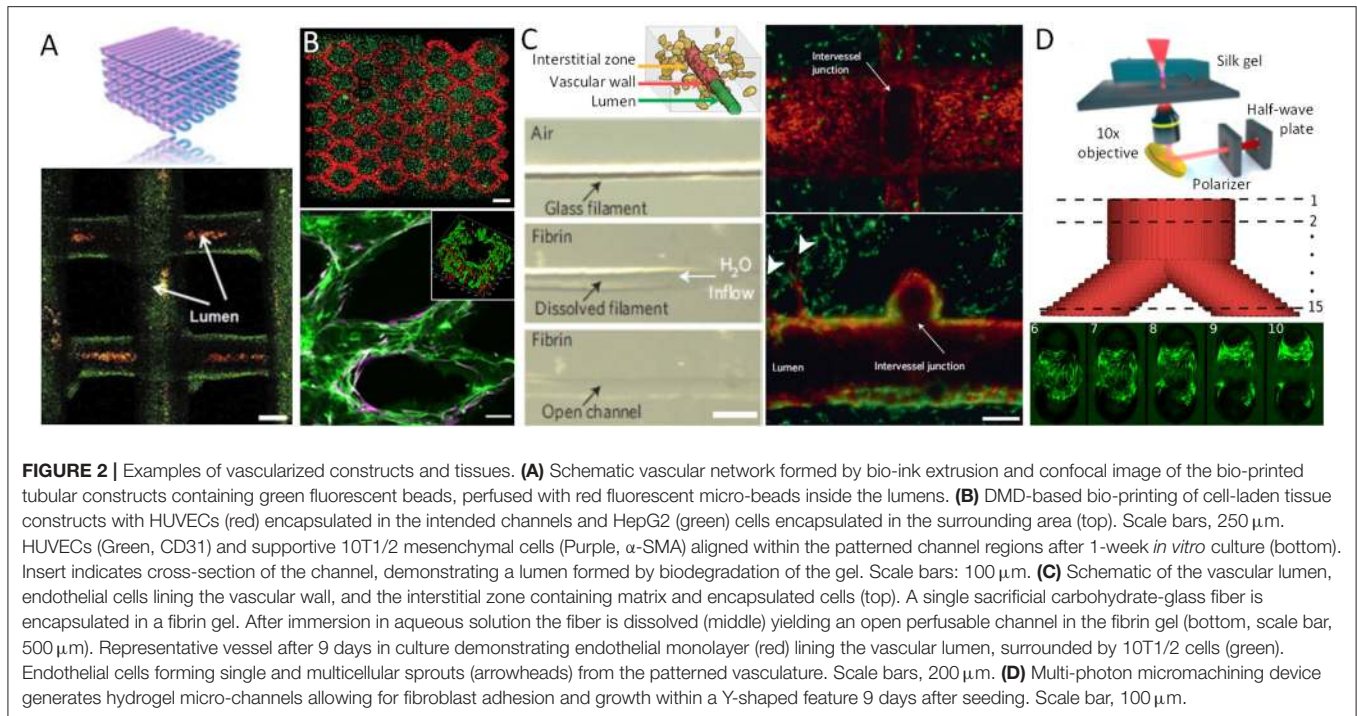 A
Lumen
B
C
Interstitial zone
Vascular wall
Lumen
Air
Glass filament
Fibrin
H2O
Inflow
Dissolved filament
Fibrin
Open channel
Intervessel
junction
Lumen
Intervessel junction
D
Silk gel
Half-wave
plate
10x
objective
Polarizer
1
2
15
6 7 8 9 10
FIGURE 2 | Examples of vascularized constructs and tissues. (A) Schematic vascular network formed by bio-ink extrusion and confocal image of the bio-printed
tubular constructs containing green fluorescent beads, perfused with red fluorescent micro-beads inside the lumens. (B) DMD-based bio-printing of cell-laden tissue
constructs with HUVECs (red) encapsulated in the intended channels and HepG2 (green) cells encapsulated in the surrounding area (top). Scale bars, 250 μm.
HUVECs (Green, CD31) and supportive 10T1/2 mesenchymal cells (Purple, α-SMA) aligned within the patterned channel regions after 1-week in vitro culture (bottom).
Insert indicates cross-section of the channel, demonstrating a lumen formed by biodegradation of the gel. Scale bars: 100 μm. (C) Schematic of the vascular lumen,
endothelial cells lining the vascular wall, and the interstitial zone containing matrix and encapsulated cells (top). A single sacrificial carbohydrate-glass fiber is
encapsulated in a fibrin gel. After immersion in aqueous solution the fiber is dissolved (middle) yielding an open perfusable channel in the fibrin gel (bottom, scale bar,
500 μm). Representative vessel after 9 days in culture demonstrating endothelial monolayer (red) lining the vascular lumen, surrounded by 10T1/2 cells (green).
Endothelial cells forming single and multicellular sprouts (arrowheads) from the patterned vasculature. Scale bars, 200 μm. (D) Multi-photon micromachining device
generates hydrogel micro-channels allowing for fibroblast adhesion and growth within a Y-shaped feature 9 days after seeding. Scale bar, 100 μm.